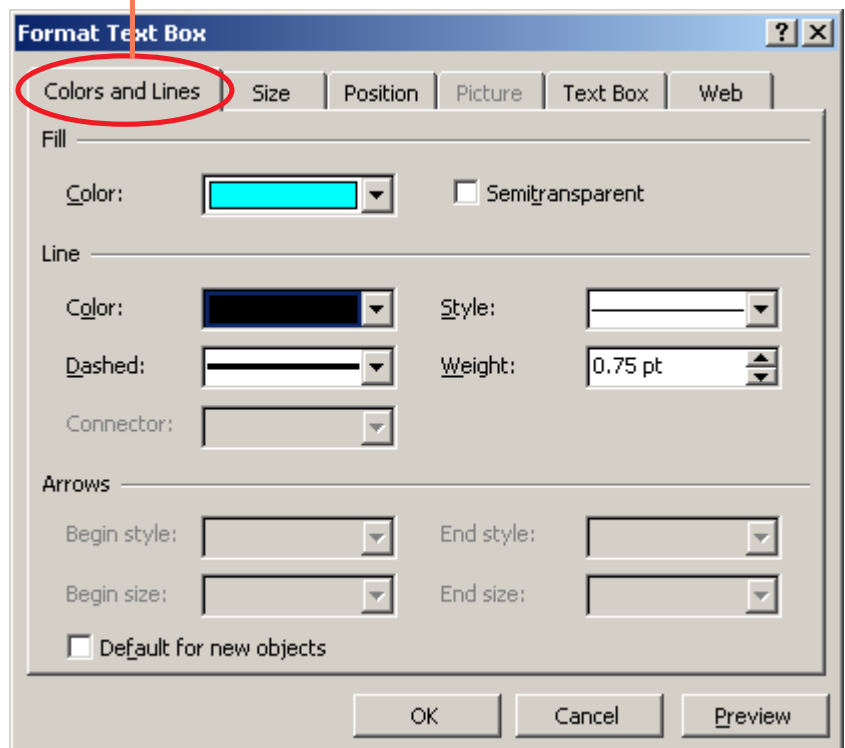 Format Text Box
Colors and Lines Size Position Picture Text Box Web
Fill
Color: Semitransparent
Line
Color: Style:
Dashed: Weight: 0.75 pt
Connector:
Arrows
Begin style: End style:
Begin size: End size:
Default for new objects
OK Cancel Preview